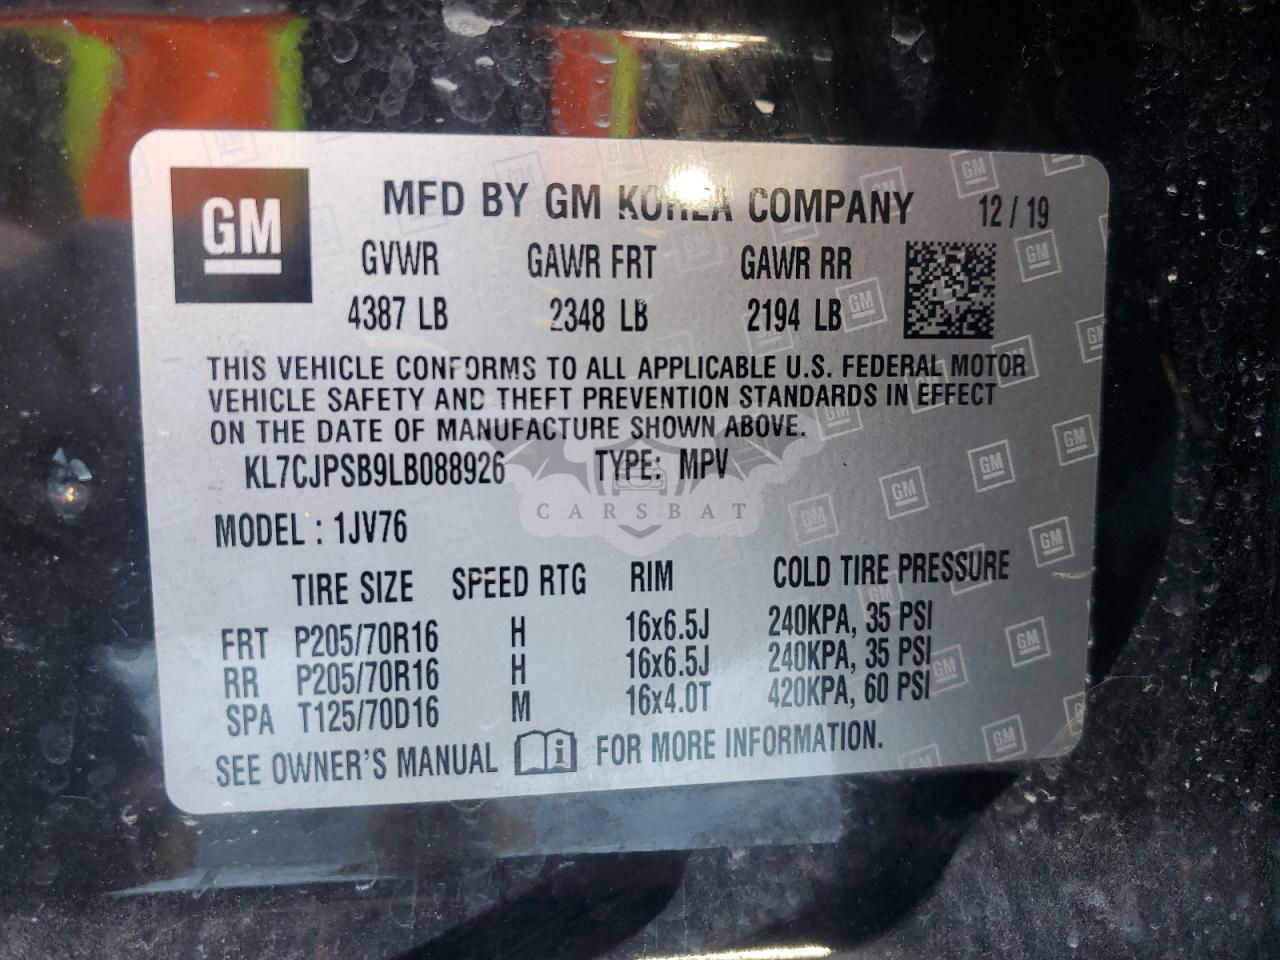 GM
MFD BY GM KOREA COMPANY 12 / 19
GVWR GAWR FRT GAWR RR
4387 LB 2348 LB 2194 LB
THIS VEHICLE CONFORMS TO ALL APPLICABLE U.S. FEDERAL MOTOR
VEHICLE SAFETY AND THEFT PREVENTION STANDARDS IN EFFECT
ON THE DATE OF MANUFACTURE SHOWN ABOVE.
KL7CJPSB9LB088926 TYPE: MPV
CARSBAT
MODEL : 1JV76
TIRE SIZE SPEED RTG RIM COLD TIRE PRESSURE
FRT P205/70R16 H 16x6.5J 240KPA, 35 PSI
RR P205/70R16 H 16x6.5J 240KPA, 35 PSI
SPA T125/70D16 M 16x4.0T 420KPA, 60 PSI
SEE OWNER'S MANUAL FOR MORE INFORMATION.